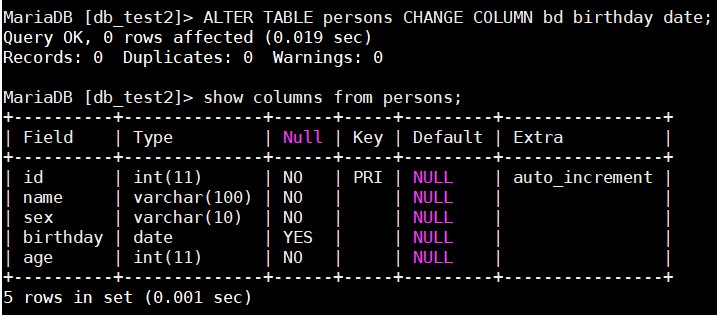 MariaDB [db_test2]> ALTER TABLE persons CHANGE COLUMN bd birthday date;
Query OK, 0 rows affected (0.019 sec)
Records: 0  Duplicates: 0  Warnings: 0

MariaDB [db_test2]> show columns from persons;
+----------+--------------+------+-----+---------+----------------+
| Field    | Type         | Null | Key | Default | Extra          |
+----------+--------------+------+-----+---------+----------------+
| id       | int(11)      | NO   | PRI | NULL    | auto_increment |
| name     | varchar(100) | NO   |     | NULL    |                |
| sex      | varchar(10)  | NO   |     | NULL    |                |
| birthday | date         | YES  |     | NULL    |                |
| age      | int(11)      | NO   |     | NULL    |                |
+----------+--------------+------+-----+---------+----------------+
5 rows in set (0.001 sec)